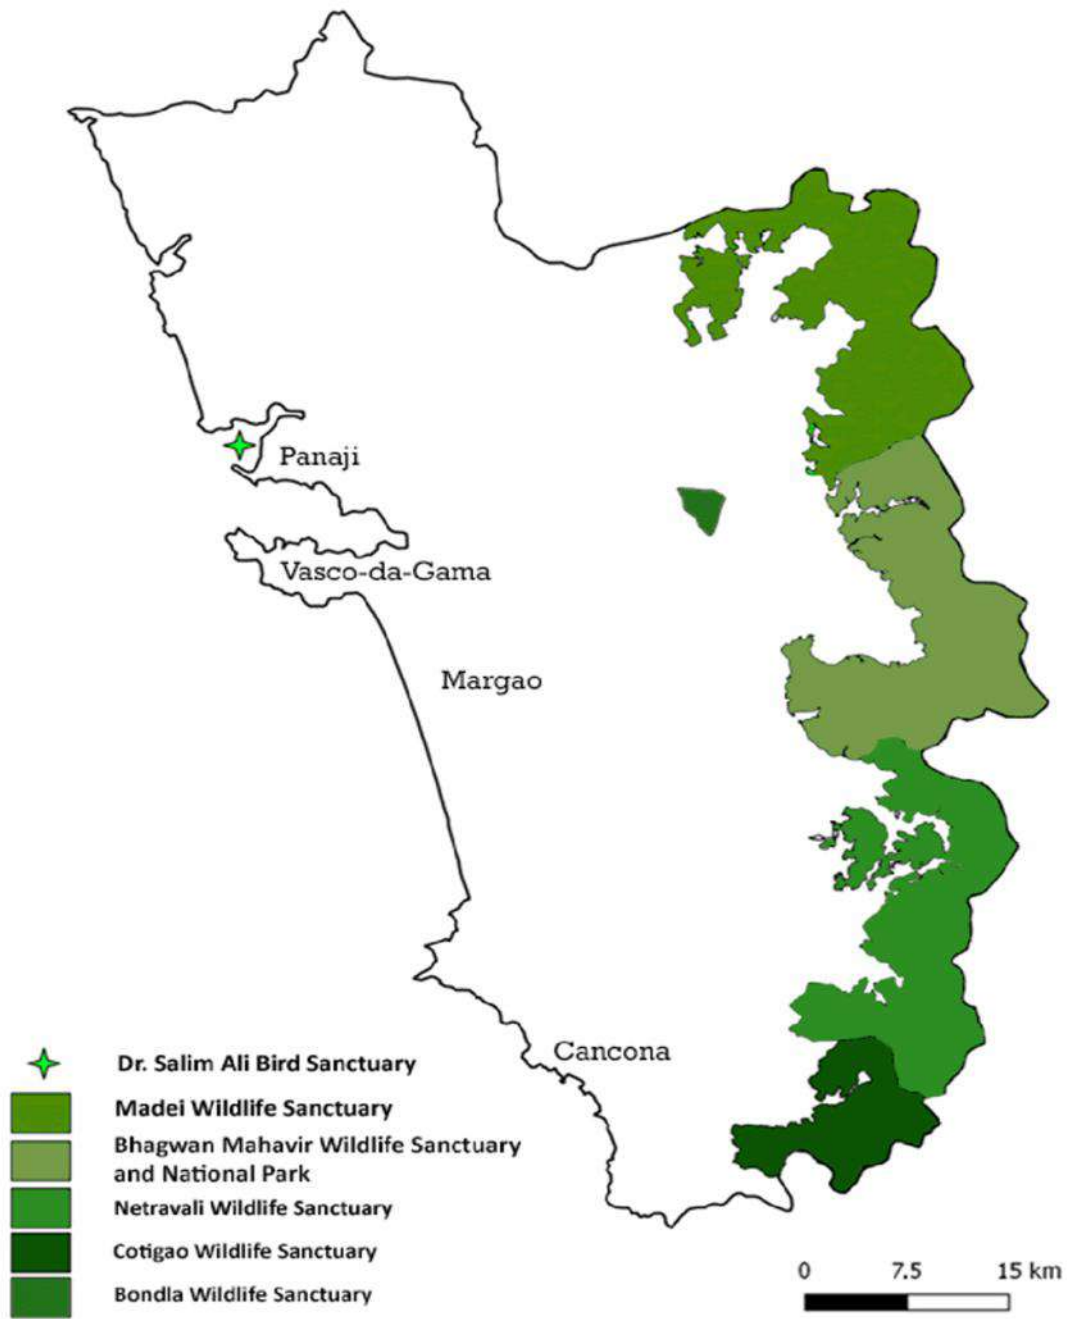 Panaji
Vasco-da-Gama
Margao
Cancona
Dr. Salim Ali Bird Sanctuary
Madei Wildlife Sanctuary
Bhagwan Mahavir Wildlife Sanctuary
and National Park
Netravali Wildlife Sanctuary
Cotigao Wildlife Sanctuary
Bondla Wildlife Sanctuary
0 7.5 15 km